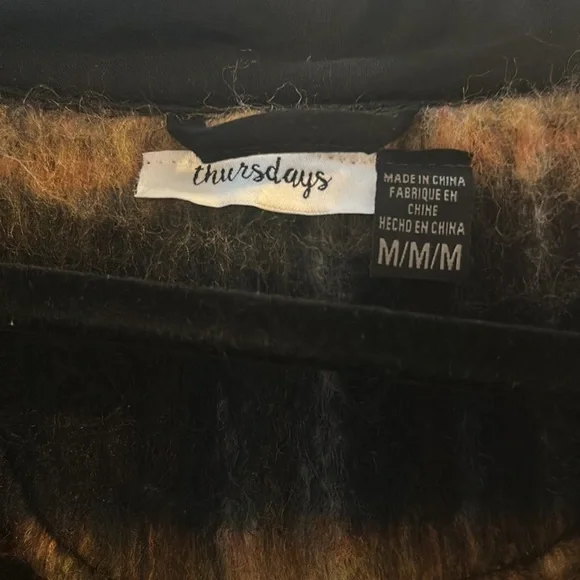 thursdays
MADE IN CHINA
FABRIQUE EN
CHINE
HECHO EN CHINA
M/M/M